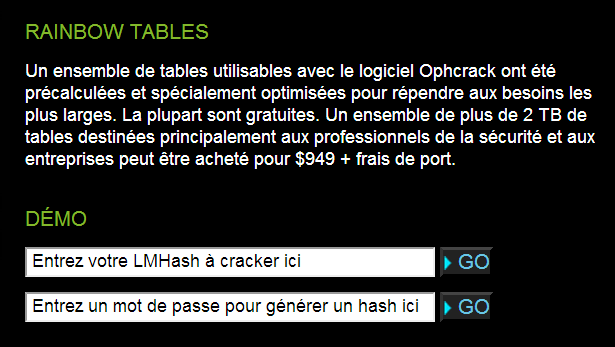 RAINBOW TABLES
Un ensemble de tables utilisables avec le logiciel Ophcrack ont été
précalculées et spécialement optimisées pour répendre aux besoins les
plus larges. La plupart sont gratuites. Un ensemble de plus de 2 TB de
tables destinées principalement aux professionnels de la sécurité et aux
entreprises peut être acheté pour $949 + frais de port.
DÉMO
Entrez votre LMHash à cracker ici
GO
Entrez un mot de passe pour générer un hash ici
GO